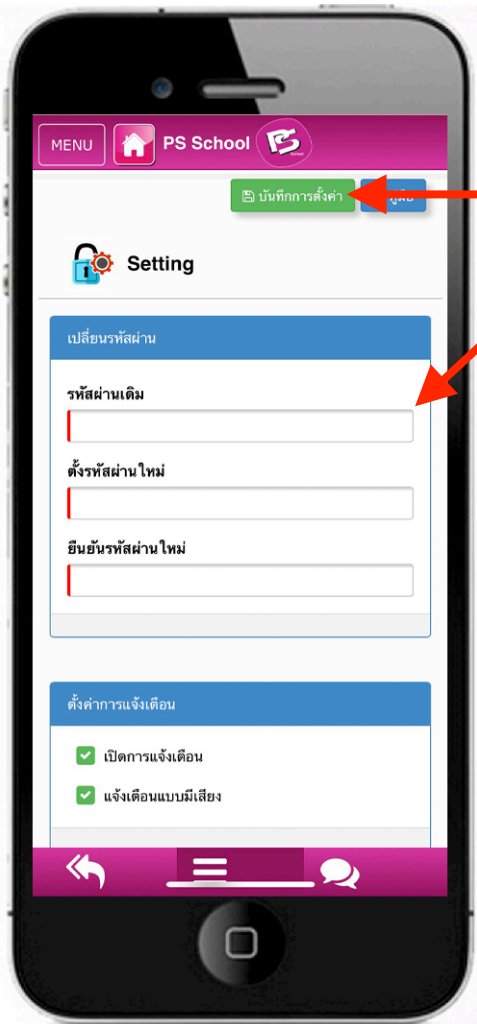 MENU PS School PS
บันทึกการตั้งค่า
Setting
เปลี่ยนรหัสผ่าน
รหัสผ่านเดิม
ตั้งรหัสผ่านใหม่
ยืนยันรหัสผ่านใหม่
ตั้งค่าการแจ้งเตือน
เปิดการแจ้งเตือน
แจ้งเตือนแบบมีเสียง